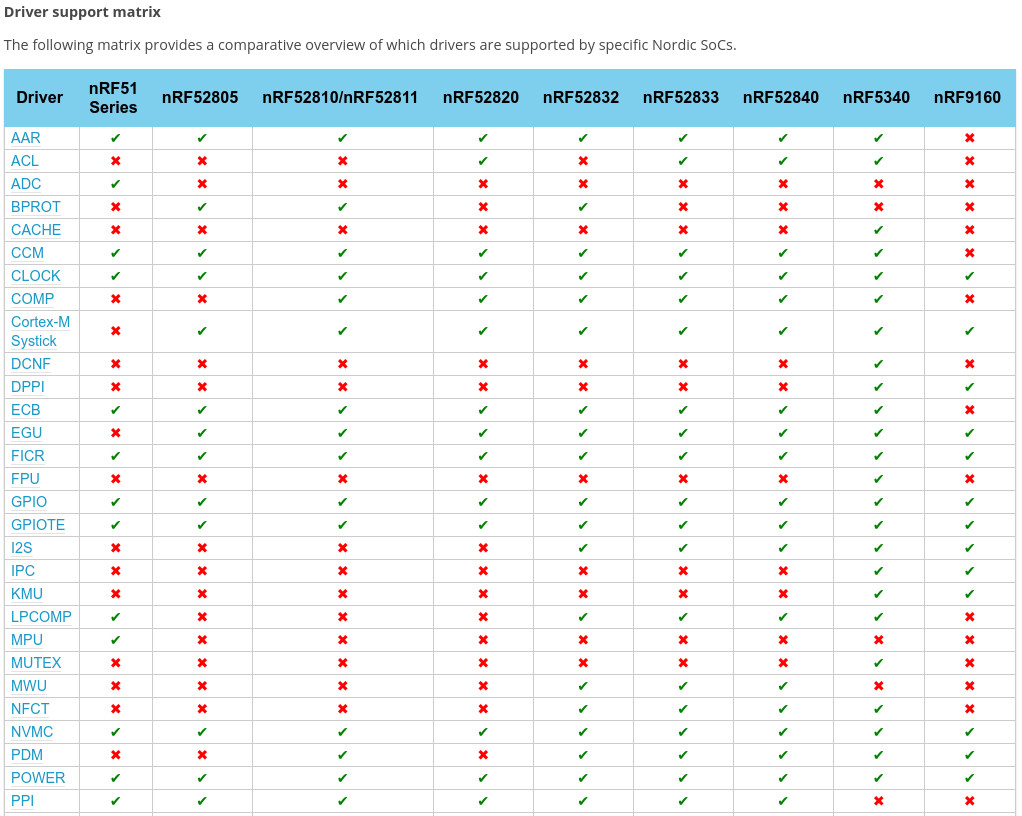 Driver support matrix
The following matrix provides a comparative overview of which drivers are supported by specific Nordic SoCs.
Driver nRF51 Series nRF52805 nRF52810/nRF52811 nRF52820 nRF52832 nRF52833 nRF52840 nRF5340 nRF9160
AAR ✔ ✔ ✔ ✔ ✔ ✔ ✔ ✔ ✖
ACL ✖ ✖ ✖ ✔ ✖ ✔ ✔ ✔ ✖
ADC ✔ ✖ ✖ ✖ ✖ ✖ ✖ ✖ ✖
BPROT ✖ ✔ ✔ ✖ ✔ ✖ ✖ ✖ ✖
CACHE ✖ ✖ ✖ ✖ ✖ ✖ ✖ ✔ ✖
CCM ✔ ✔ ✔ ✔ ✔ ✔ ✔ ✔ ✖
CLOCK ✔ ✔ ✔ ✔ ✔ ✔ ✔ ✔ ✔
COMP ✖ ✖ ✔ ✔ ✔ ✔ ✔ ✔ ✖
Cortex-M Systick ✖ ✔ ✔ ✔ ✔ ✔ ✔ ✔ ✔
DCNF ✖ ✖ ✖ ✖ ✖ ✖ ✖ ✔ ✖
DPPI ✖ ✖ ✖ ✖ ✖ ✖ ✖ ✔ ✔
ECB ✔ ✔ ✔ ✔ ✔ ✔ ✔ ✔ ✖
EGU ✖ ✔ ✔ ✔ ✔ ✔ ✔ ✔ ✔
FICR ✔ ✔ ✔ ✔ ✔ ✔ ✔ ✔ ✔
FPU ✖ ✖ ✖ ✖ ✖ ✖ ✖ ✔ ✖
GPIO ✔ ✔ ✔ ✔ ✔ ✔ ✔ ✔ ✔
GPIOTE ✔ ✔ ✔ ✔ ✔ ✔ ✔ ✔ ✔
I2S ✖ ✖ ✖ ✖ ✔ ✔ ✔ ✔ ✔
IPC ✖ ✖ ✖ ✖ ✖ ✖ ✖ ✔ ✔
KMU ✖ ✖ ✖ ✖ ✖ ✖ ✖ ✔ ✔
LPCOMP ✔ ✖ ✖ ✖ ✔ ✔ ✔ ✔ ✖
MPU ✔ ✖ ✖ ✖ ✖ ✖ ✖ ✖ ✖
MUTEX ✖ ✖ ✖ ✖ ✖ ✖ ✖ ✔ ✖
MWU ✖ ✖ ✖ ✖ ✔ ✔ ✔ ✖ ✖
NFCT ✖ ✖ ✖ ✖ ✔ ✔ ✔ ✔ ✖
NVMC ✔ ✔ ✔ ✔ ✔ ✔ ✔ ✔ ✔
PDM ✖ ✖ ✔ ✖ ✔ ✔ ✔ ✔ ✔
POWER ✔ ✔ ✔ ✔ ✔ ✔ ✔ ✔ ✔
PPI ✔ ✔ ✔ ✔ ✔ ✔ ✔ ✖ ✖